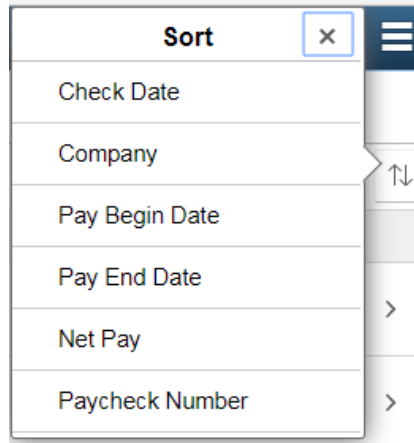 Sort
Check Date
Company
Pay Begin Date
Pay End Date
Net Pay
Paycheck Number